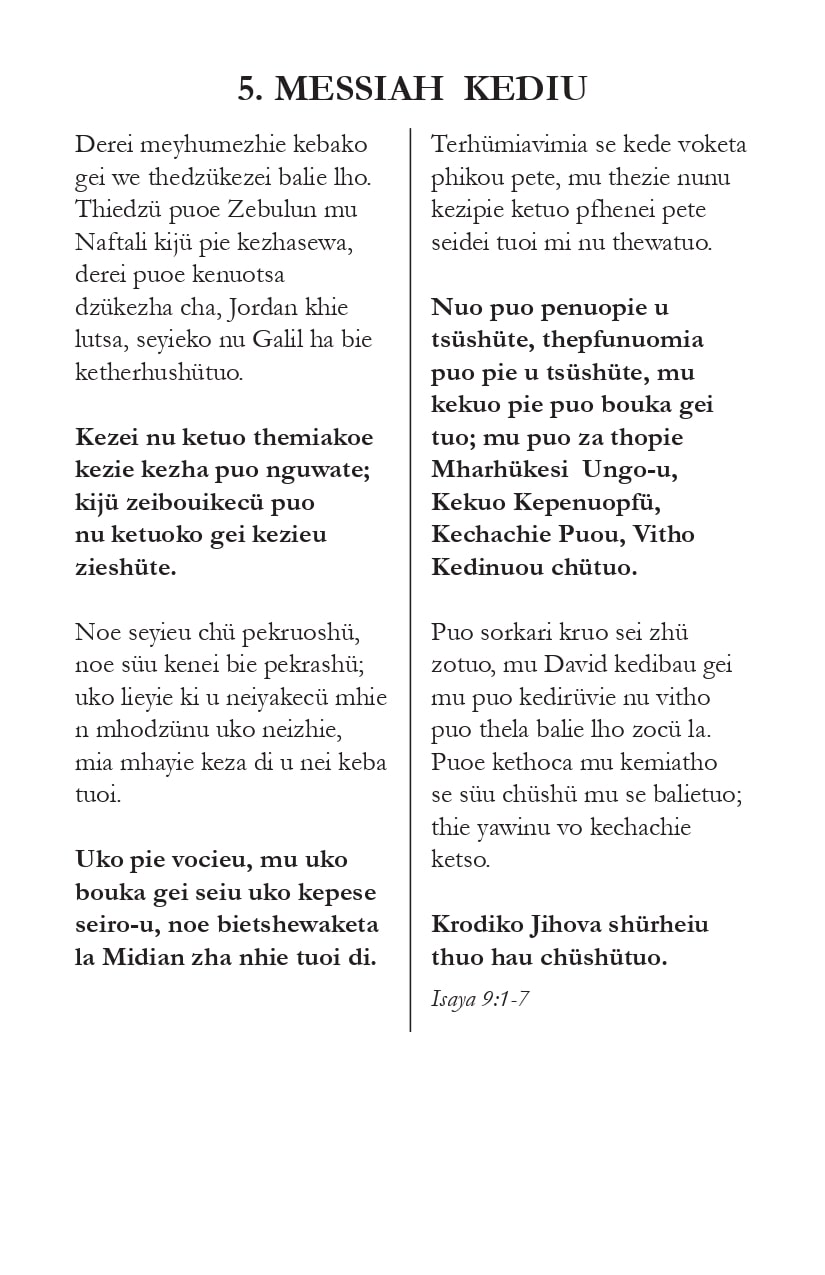 5. MESSIAH KEDIU
Derei meyhumezhie kebako
gei we thedzükezei balie lho.
Thiedzü puoe Zebulun mu
Naftali kijü pie kezhasewa,
derei puoe kenuotsa
dzükezha cha, Jordan khie
lutsa, seyieko nu Galil ha bie
ketherhushütuo.
Kezei nu ketuo themiakoe
kezie kezha puo nguwate;
kijü zeibouikecü puo
nu ketuoko gei kezieu
zieshüte.
Noe seyieu chü pekruoshü,
noe süu kenei bie pekrashü;
uko lieyie ki u neiyakecü mhie
n mhodzünu uko neizhie,
mia mhayie keza di u nei keba
tuoi.
Uko pie vocieu, mu uko
bouka gei seiu uko kepese
seiro-u, noe bietshewaketa
la Midian zha nhie tuoi di.
Terhümiavimia se kede voketa
phikou pete, mu thezie nunu
kezipie ketuo pfhenei pete
seidei tuoi mi nu thewatuo.
Nuo puo penuopie u
tsüshüte, thepfunuomia
puo pie u tsüshüte, mu
kekuo pie puo bouka gei
tuo; mu puo za thopie
Mharhükesi Ungo-u,
Kekuo Kepenuopfü,
Kechachie Puou, Vitho
Kedinuou chütuo.
Puo sorkari kruo sei zhü
zotuo, mu David kedibau gei
mu puo kedirüvie nu vitho
puo thela balie lho zocü la.
Puoe kethoca mu kemiatho
se süu chüshü mu se balietuo;
thie yawinu vo kechachie
ketso.
Krodiko Jihova shürheiu
thuo hau chüshütuo.
Isaya 9:1-7